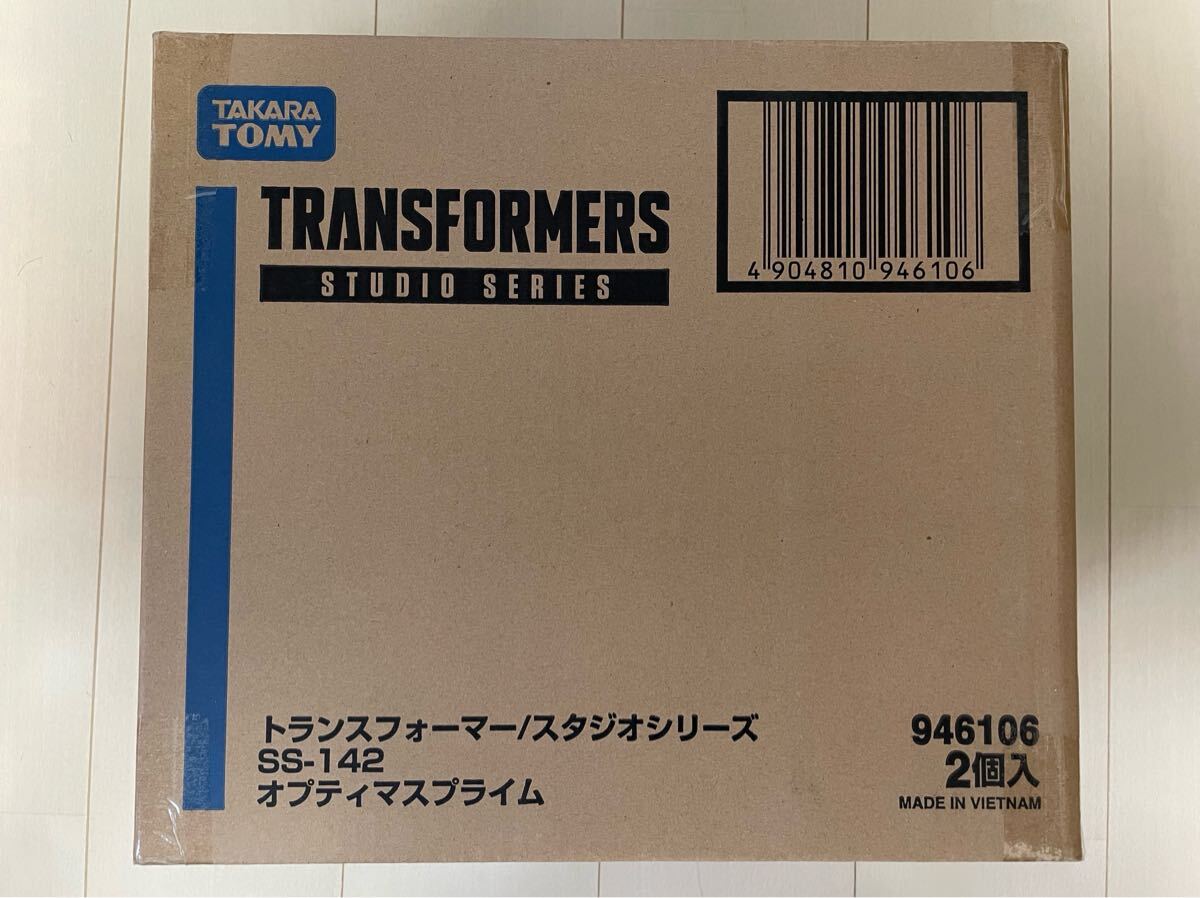 TAKARA
TOMY
TRANSFORMERS
STUDIO SERIES
4 904810 946106
トランスフォーマー/スタジオシリーズ
SS-142
オプティマスプライム
946106
2個入
MADE IN VIETNAM